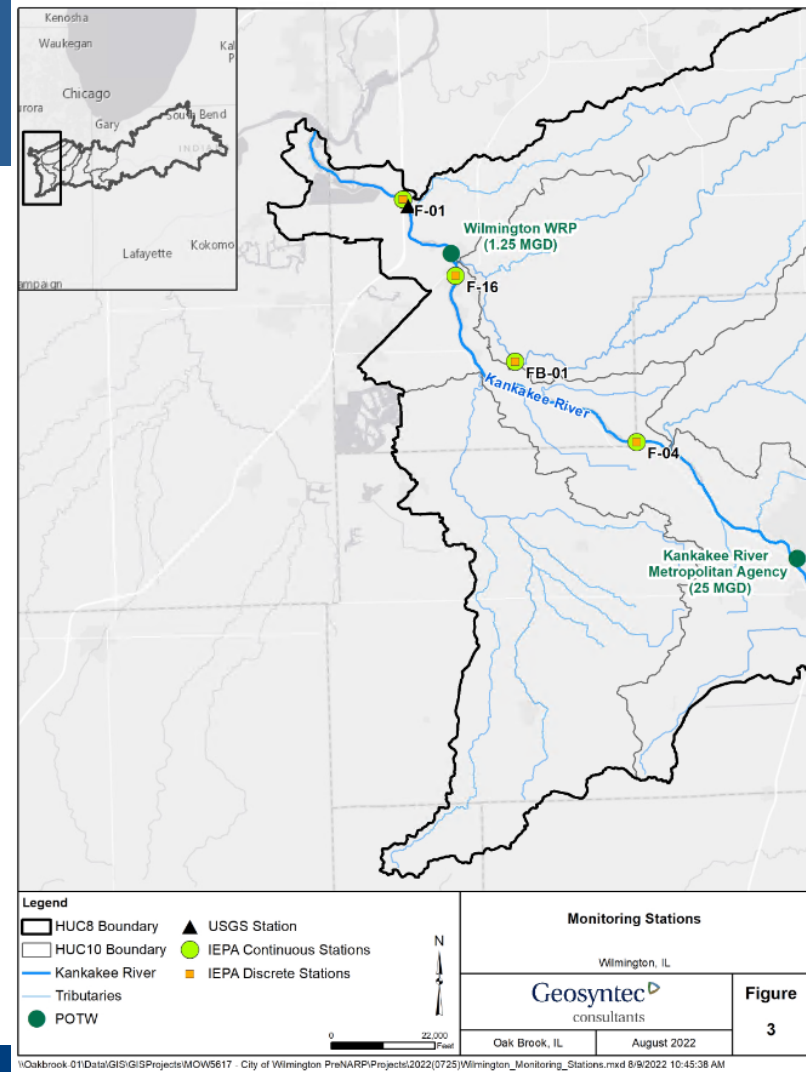 Kenosha
Waukegan
Chicago
Gary
South Bend
INDIA
Lafayette
Kokomo
F-01
Wilmington WRP
(1.25 MGD)
F-16
FB-01
Kankakee River
F-04
Kankakee River
Metropolitan Agency
(25 MGD)
Legend
HUC8 Boundary
HUC10 Boundary
Kankakee River
Tributaries
POTW
USGS Station
IEPA Continuous Stations
IEPA Discrete Stations
N
0 22,000
Feet
Monitoring Stations
Wilmington, IL
Geosyntec
consultants
Oak Brook, IL
August 2022
Figure
3
\\Oakbrook-01\Data\GIS\GISProjects\MOW5617 - City of Wilmington PreNARP\Projects\2022(0725)\Wilmington_Monitoring_Stations.mxd 8/9/2022 10:45:38 AM